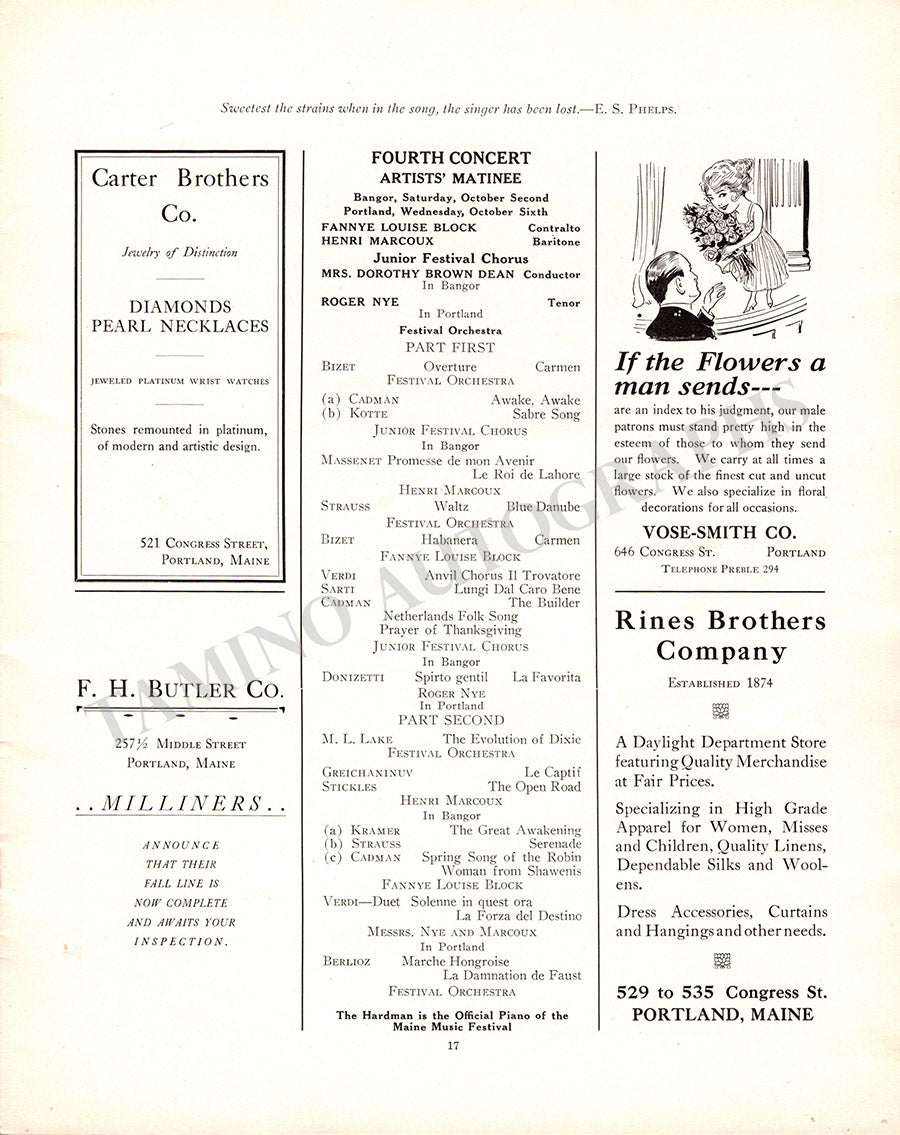 Sweetest the strains when in the song, the singer has been lost.—E. S. Phelps.
Carter Brothers
Co.
Jewelry of Distinction
DIAMONDS
PEARL NECKLACES
JEWELED PLATINUM WRIST WATCHES
Stones remounted in platinum,
of modern and artistic design.
521 Congress Street,
Portland, Maine
F. H. Butler Co.
257½ Middle Street
Portland, Maine
. . MILLINERS . .
ANNOUNCE
THAT THEIR
FALL LINE IS
NOW COMPLETE
AND AWAITS YOUR
INSPECTION.
FOURTH CONCERT
ARTISTS' MATINEE
Bangor, Saturday, October Second
Portland, Wednesday, October Sixth
FANNYE LOUISE BLOCK Contralto
HENRI MARCOUX Baritone
Junior Festival Chorus
MRS. DOROTHY BROWN DEAN Conductor
In Bangor
ROGER NYE Tenor
In Portland
Festival Orchestra
PART FIRST
Bizet Overture Carmen
Festival Orchestra
(a) Cadman Awake, Awake
(b) Kotte Sabre Song
Junior Festival Chorus
In Bangor
Massenet Promesse de mon Avenir
Le Roi de Lahore
Henri Marcoux
Strauss Waltz Blue Danube
Festival Orchestra
Bizet Habanera Carmen
Fannye Louise Block
Verdi Anvil Chorus Il Trovatore
Sarti Lungi Dal Caro Bene
Cadman The Builder
Netherlands Folk Song
Prayer of Thanksgiving
Junior Festival Chorus
In Bangor
Donizetti Spirto gentil La Favorita
Roger Nye
In Portland
PART SECOND
M. L. Lake The Evolution of Dixie
Festival Orchestra
Greichaninuv Le Captif
Stickles The Open Road
Henri Marcoux
In Bangor
(a) Kramer The Great Awakening
(b) Strauss Serenade
(c) Cadman Spring Song of the Robin
Woman from Shawenis
Fannye Louise Block
Verdi—Duet Solenne in quest ora
La Forza del Destino
Messrs. Nye and Marcoux
In Portland
Berlioz Marche Hongroise
La Damnation de Faust
Festival Orchestra
The Hardman is the Official Piano of the
Maine Music Festival
17
If the Flowers a
man sends---
are an index to his judgment, our male
patrons must stand pretty high in the
esteem of those to whom they send
our flowers. We carry at all times a
large stock of the finest cut and uncut
flowers. We also specialize in floral
decorations for all occasions.
VOSE-SMITH CO.
646 Congress St. Portland
Telephone Preble 294
Rines Brothers
Company
Established 1874
A Daylight Department Store
featuring Quality Merchandise
at Fair Prices.
Specializing in High Grade
Apparel for Women, Misses
and Children, Quality Linens,
Dependable Silks and Wool-
ens.
Dress Accessories, Curtains
and Hangings and other needs.
529 to 535 Congress St.
PORTLAND, MAINE
TAMINO AUTOGRAPHS